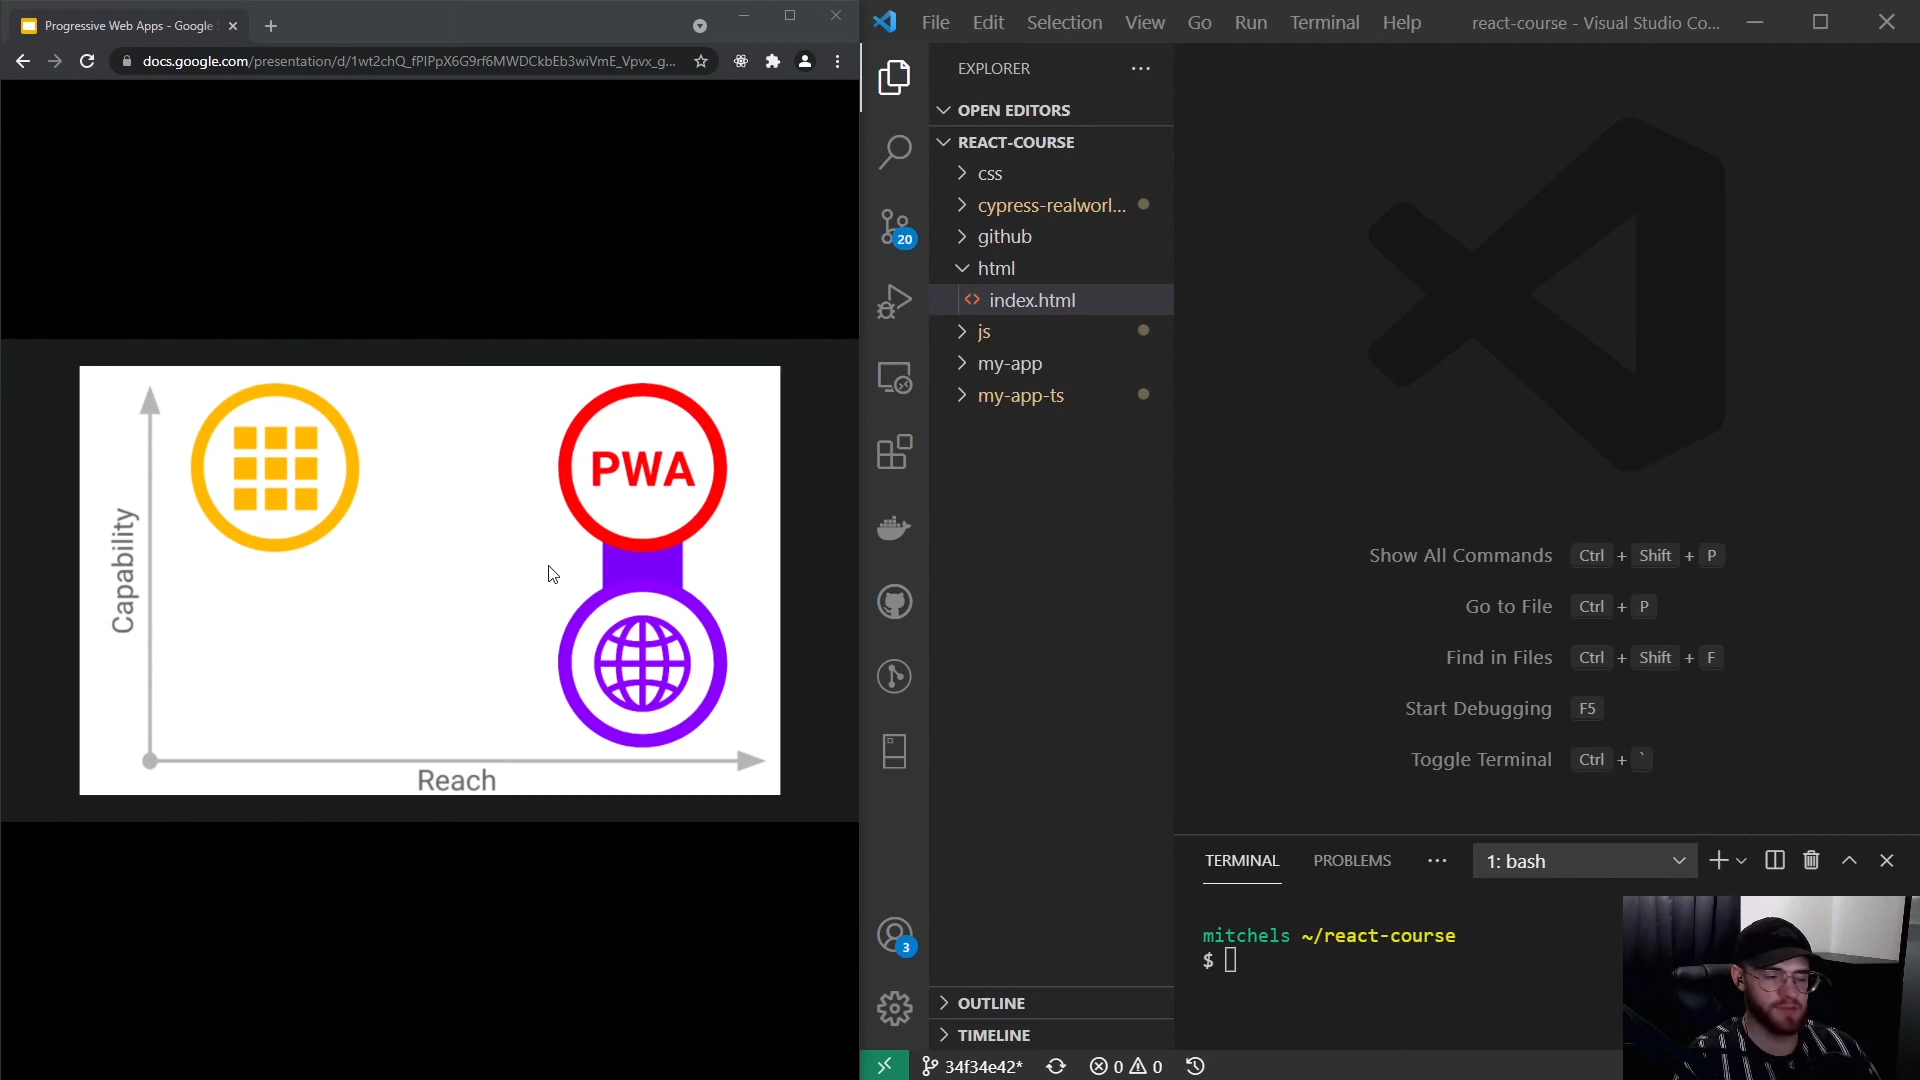 Progressive Web Apps - Google
docs.google.com/presentation/d/1wt2chQ_fPIPpX6G9rf6MWDCkbEb3wiVmE_Vpvx_g...
Capability
PWA
Reach
File Edit Selection View Go Run Terminal Help
react-course - Visual Studio Co...
EXPLORER
OPEN EDITORS
REACT-COURSE
css
cypress-realworl...
github
html
<> index.html
js
my-app
my-app-ts
20
3
OUTLINE
TIMELINE
Show All Commands Ctrl + Shift + P
Go to File Ctrl + P
Find in Files Ctrl + Shift + F
Start Debugging F5
Toggle Terminal Ctrl + `
TERMINAL PROBLEMS ... 1: bash
mitchels ~/react-course
$
34f34e42* 0 0